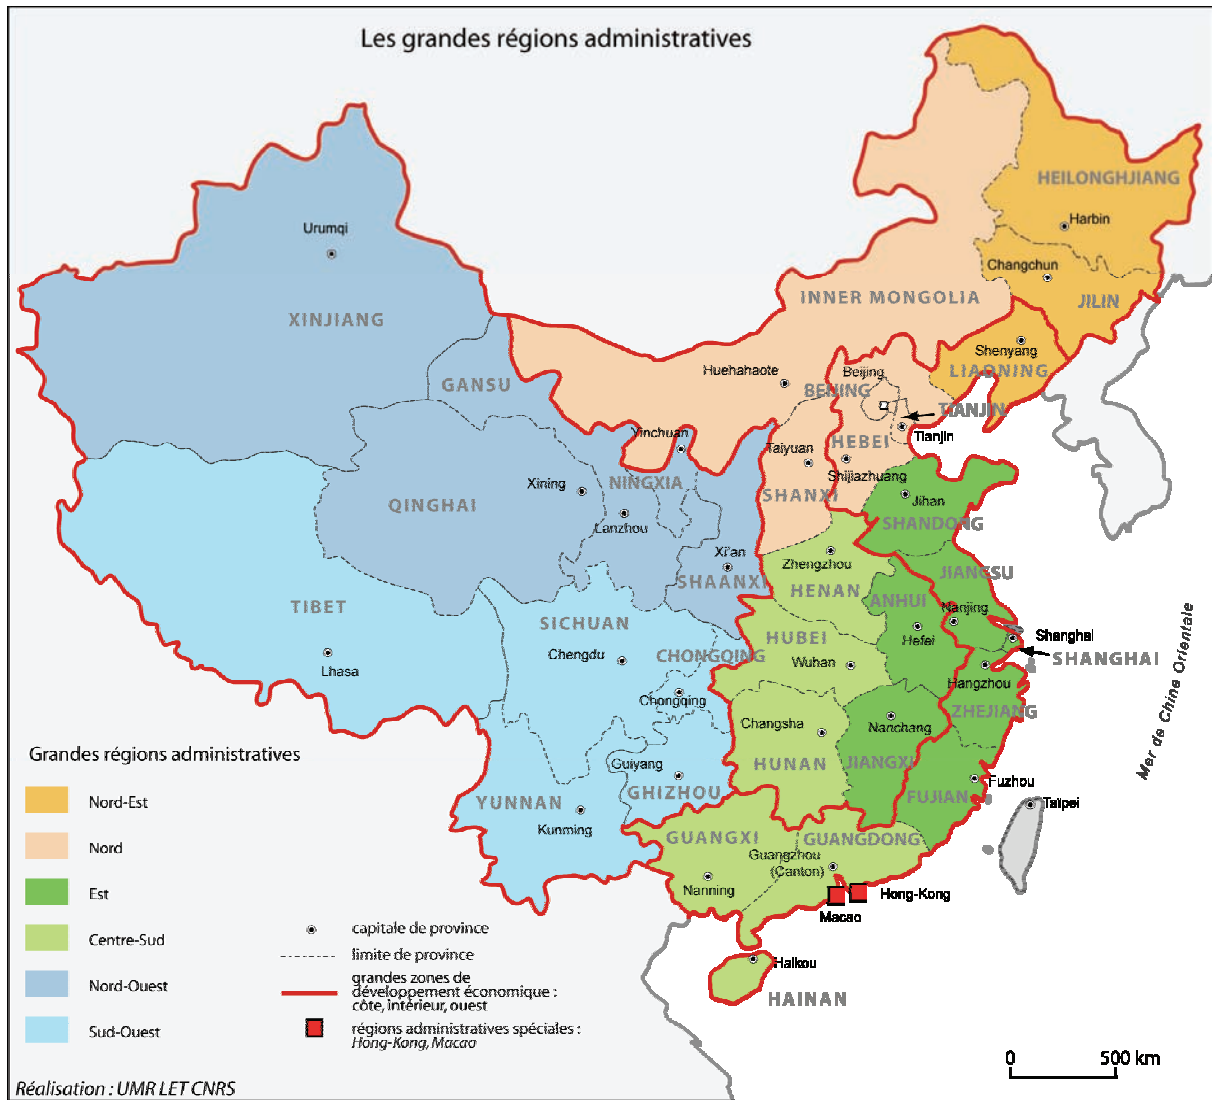 Les grandes régions administratives
HEILONGHJIANG
Harbin
Changchun
JILIN
Urumqi
XINJIANG
INNER MONGOLIA
Shenyang
LIAONING
GANSU
Huehahaote
Beijing
BEIJING
TIANJIN
Tianjin
Yinchuan
Taiyuan
HEBEI
Shijiazhuang
Xining
NINGXIA
SHANXI
Jihan
QINGHAI
Lanzhou
SHANDONG
Xi'an
Zhengzhou
SHAANXI
HENAN
ANHUI
JIANGSU
Nanjing
TIBET
SICHUAN
HUBEI
Hefei
Shanghai
SHANGHAI
Chengdu
CHONGQING
Wuhan
Lhasa
Hangzhou
Chongqing
ZHEJIANG
Changsha
Nanchang
Mer de Chine Orientale
Guiyang
HUNAN
JIANGXI
Fuzhou
YUNNAN
GHIZHOU
FUJIAN
Taïpei
Kunming
GUANGXI
GUANGDONG
Guangzhou
(Canton)
Nanning
Hong-Kong
Macao
Haikou
HAINAN
Grandes régions administratives
Nord-Est
Nord
Est
Centre-Sud
Nord-Ouest
Sud-Ouest
capitale de province
limite de province
grandes zones de
développement économique :
côte, intérieur, ouest
régions administratives spéciales :
Hong-Kong, Macao
0 500 km
Réalisation : UMR LET CNRS